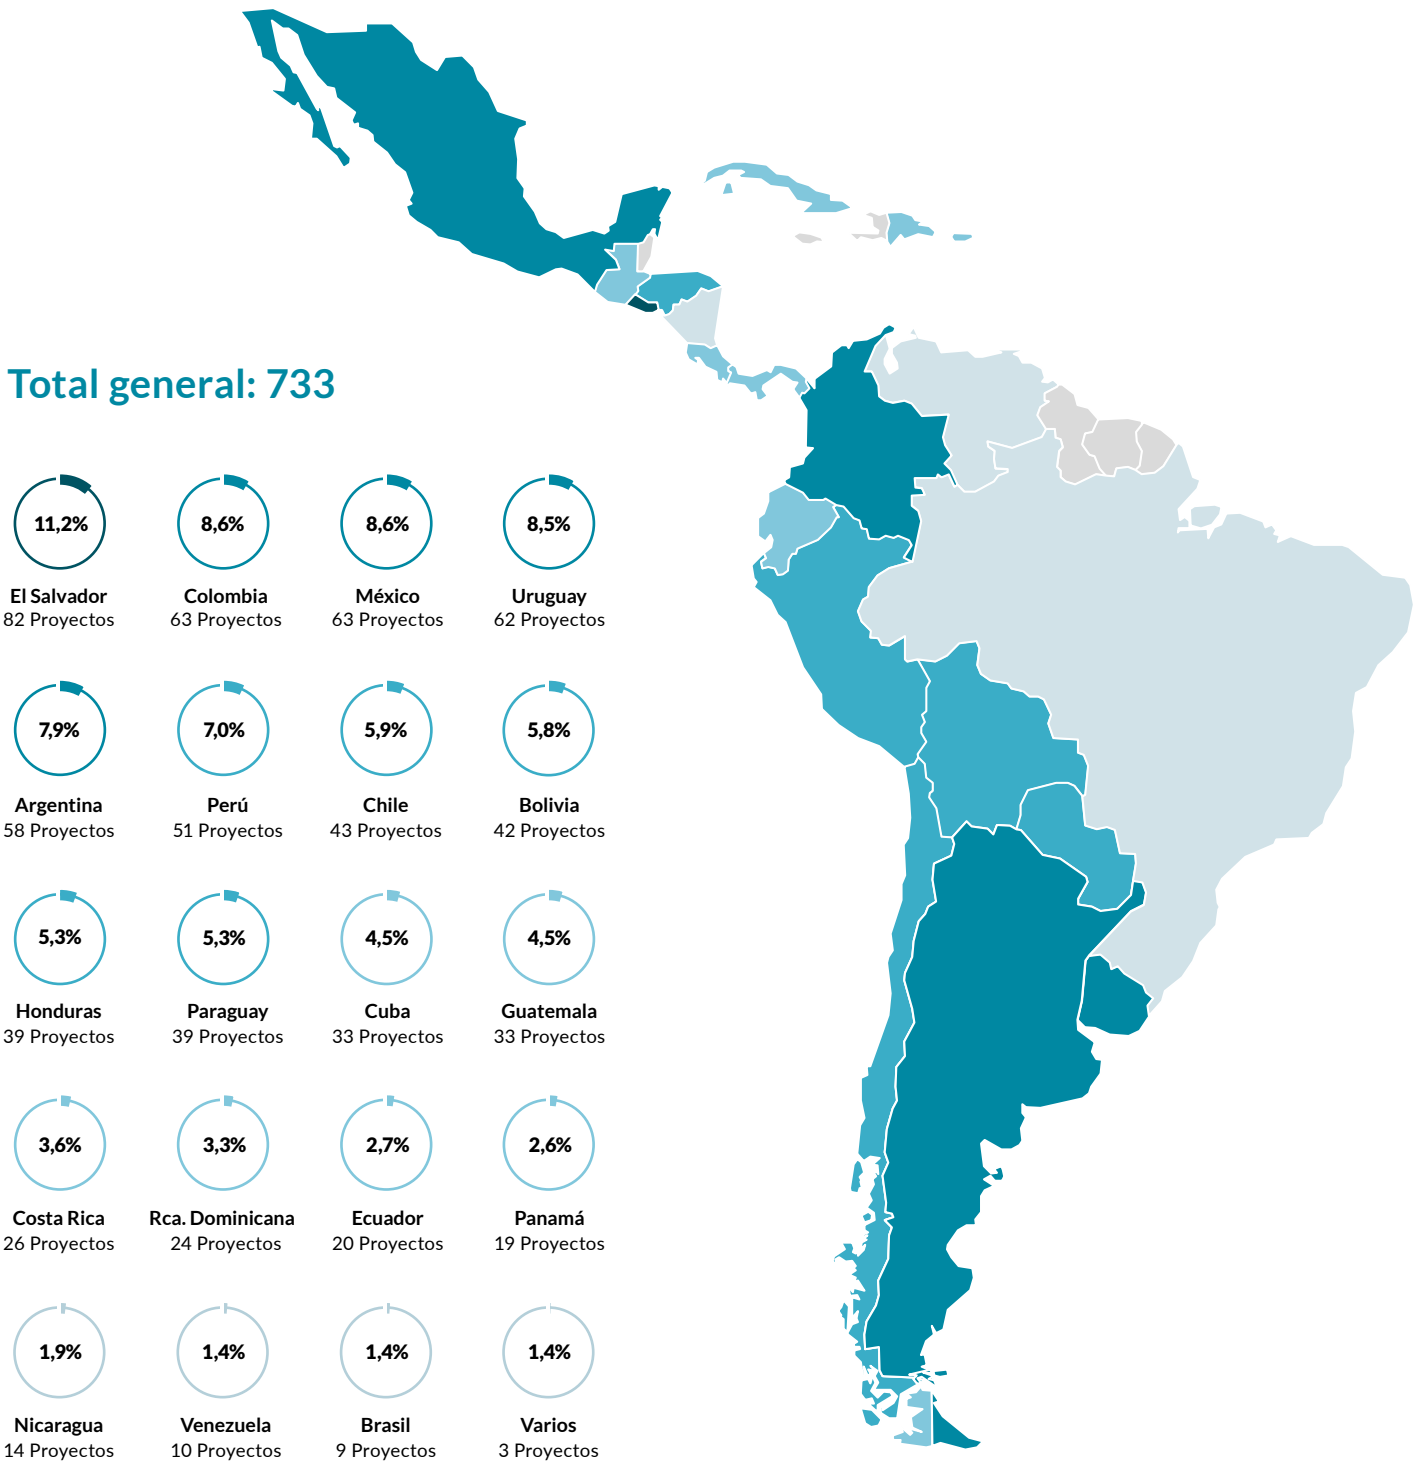 Total general: 733
11,2%
8,6%
8,6%
8,5%
El Salvador
82 Proyectos
Colombia
63 Proyectos
México
63 Proyectos
Uruguay
62 Proyectos
7,9%
7,0%
5,9%
5,8%
Argentina
58 Proyectos
Perú
51 Proyectos
Chile
43 Proyectos
Bolivia
42 Proyectos
5,3%
5,3%
4,5%
4,5%
Honduras
39 Proyectos
Paraguay
39 Proyectos
Cuba
33 Proyectos
Guatemala
33 Proyectos
3,6%
3,3%
2,7%
2,6%
Costa Rica
26 Proyectos
Rca. Dominicana
24 Proyectos
Ecuador
20 Proyectos
Panamá
19 Proyectos
1,9%
1,4%
1,4%
1,4%
Nicaragua
14 Proyectos
Venezuela
10 Proyectos
Brasil
9 Proyectos
Varios
3 Proyectos